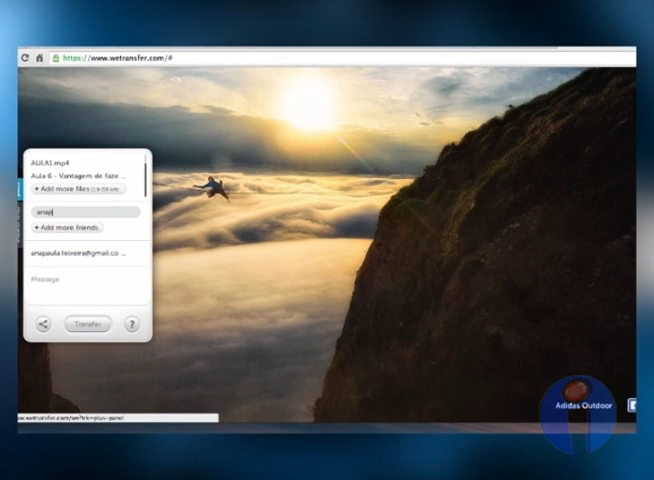 https://www.wetransfer.com/#
AULA1.mp4
Aula 6 - Vantagem de faze ...
+ Add more files
anap
+ Add more friends
anapaula.teixeira@gmail.co ...
Message
Transfer
?
Adidas Outdoor